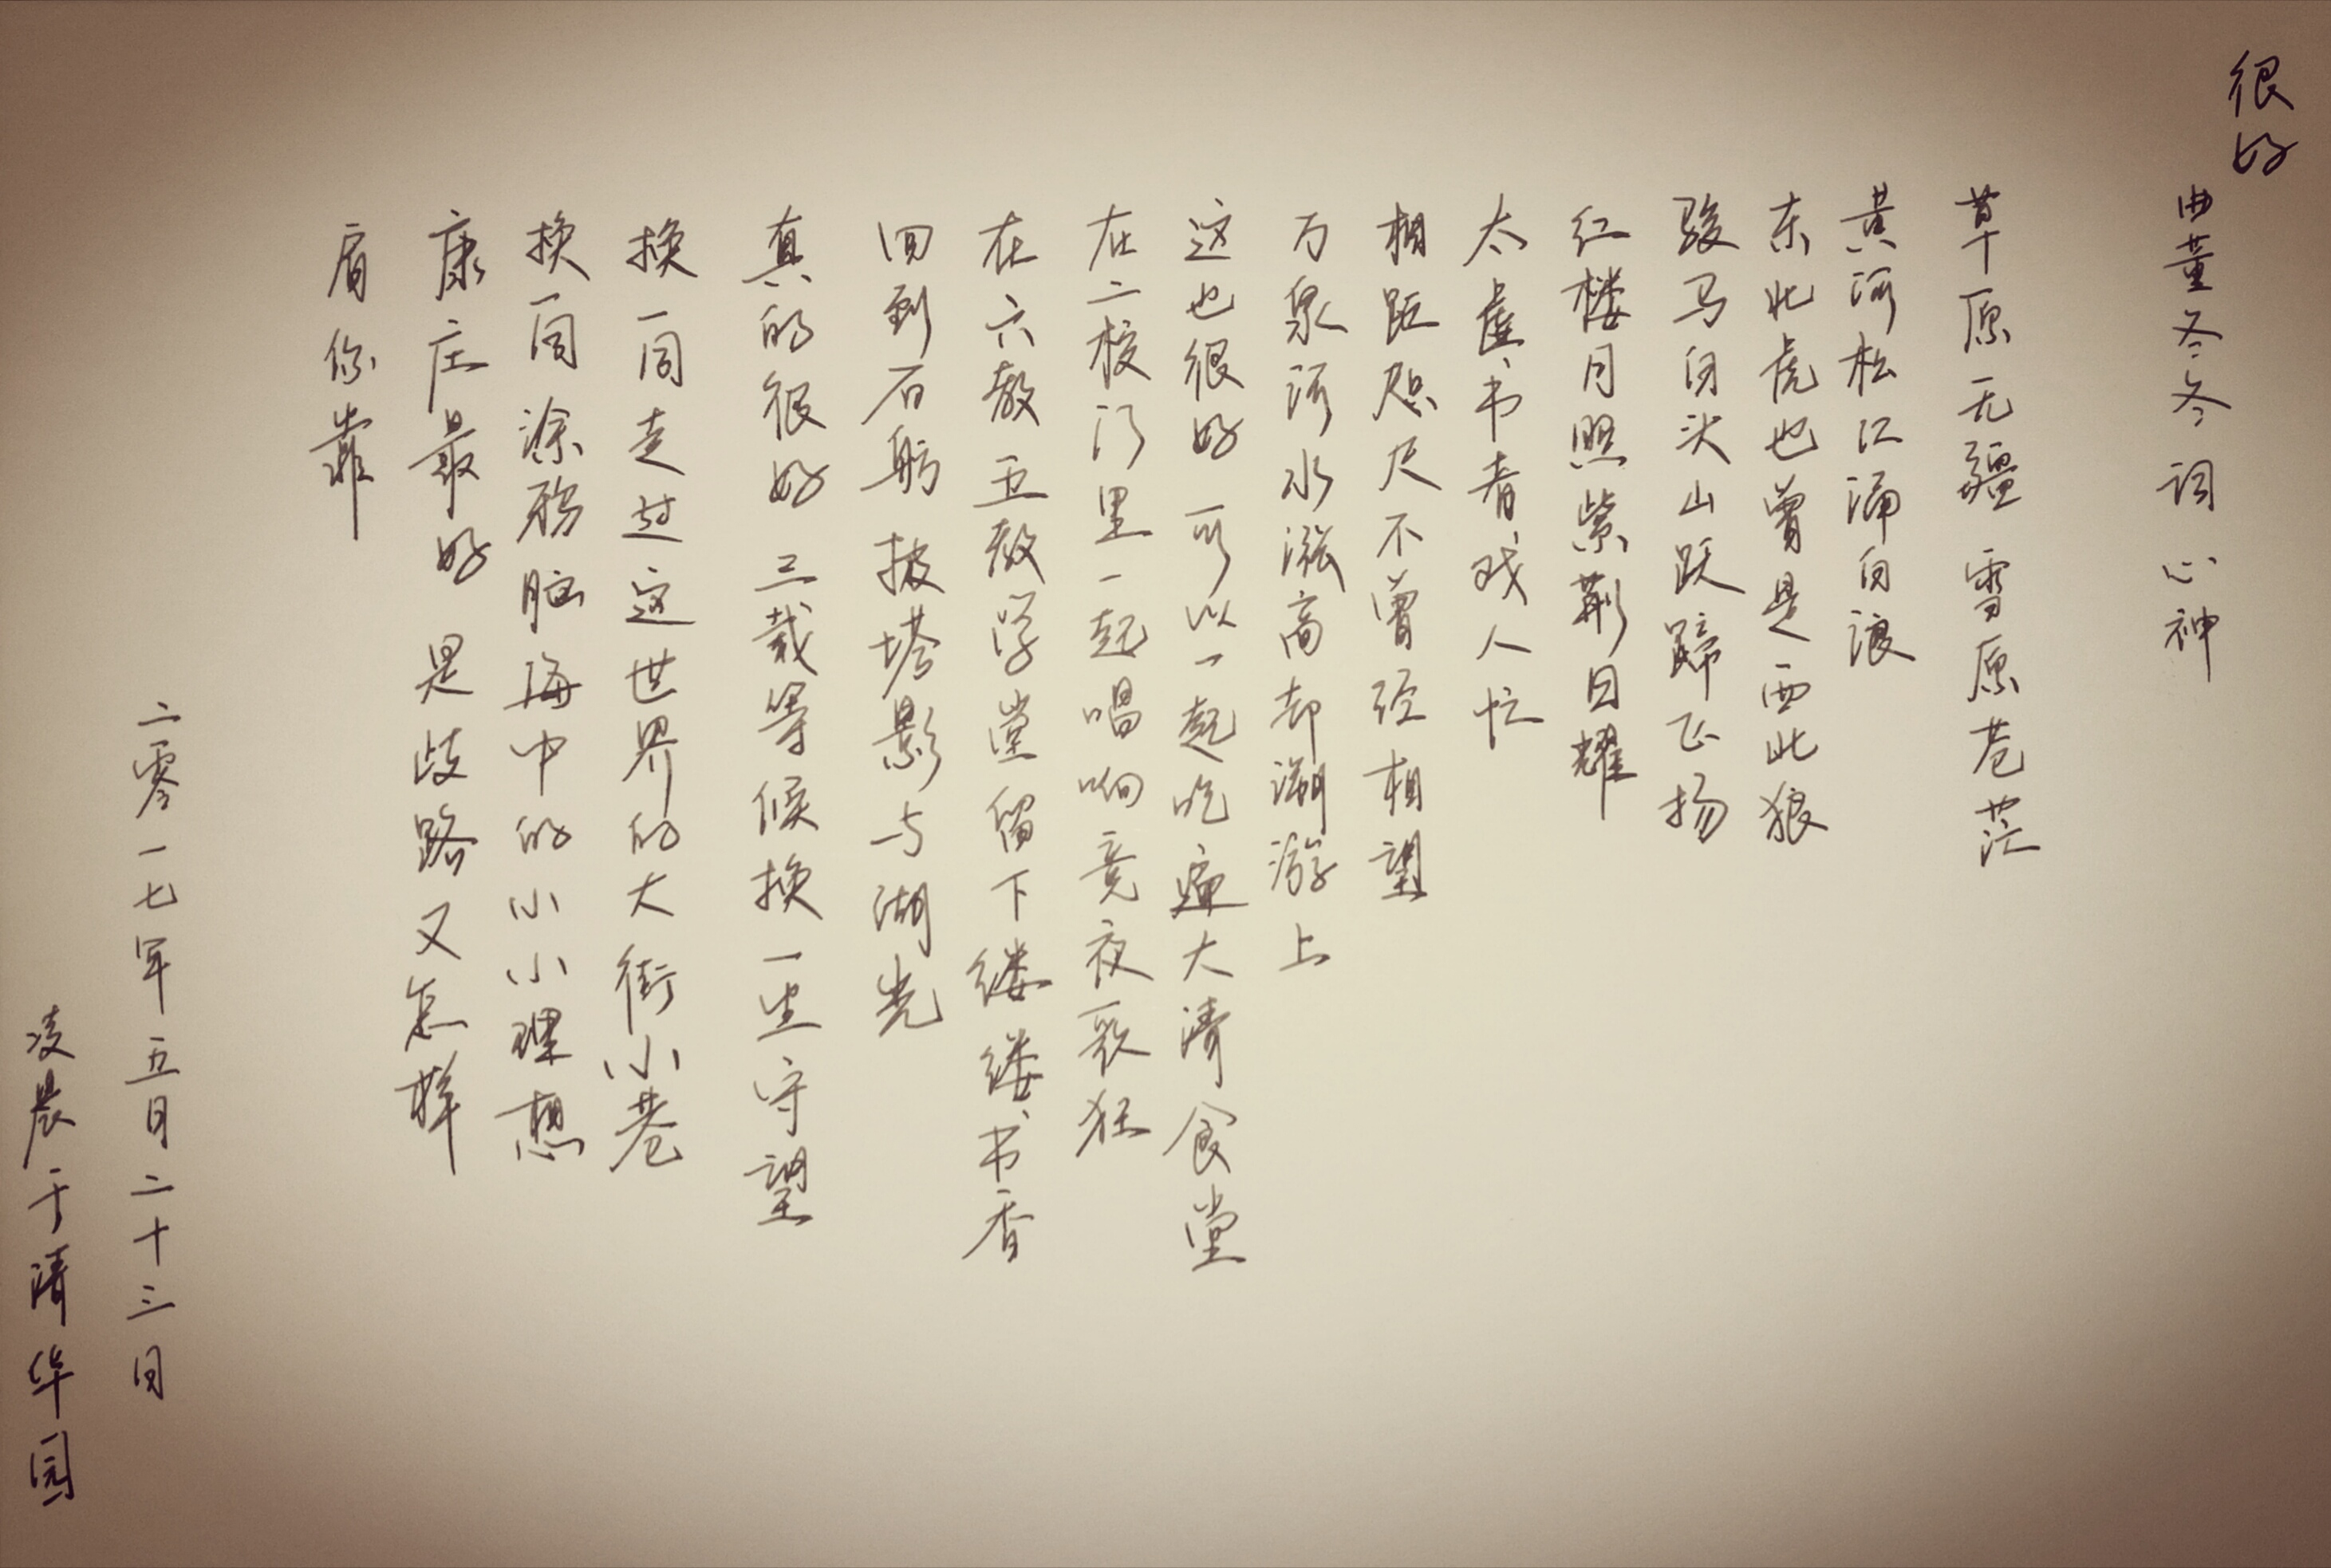 很好
曲董冬冬 词 心神
草原无疆 雪原苍茫
黄河松江涌白浪
东北虎也曾是西北狼
骏马白头山跃蹄飞扬
红楼月照紫荆日耀
太虚书者戏人忙
相距咫尺不曾经相望
万泉河水涨高却溯游上
这也很好 可以一起吃遍大清食堂
在二校门里一起唱响竟夜歌狂
在六教五教学堂留下缕缕书香
回到石舫披塔影与湖光
真的很好 三载等候换一生守望
换一同走过这世界的大街小巷
换一同涂鸦脑海中的小小理想
康庄最好 是歧路又怎样
肩你靠
二零一七年五月二十三日
凌晨于清华园